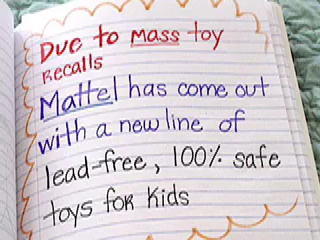 Due to mass toy
Recalls
Mattel has come out
with a new line of
lead-free, 100% safe
toys for Kids